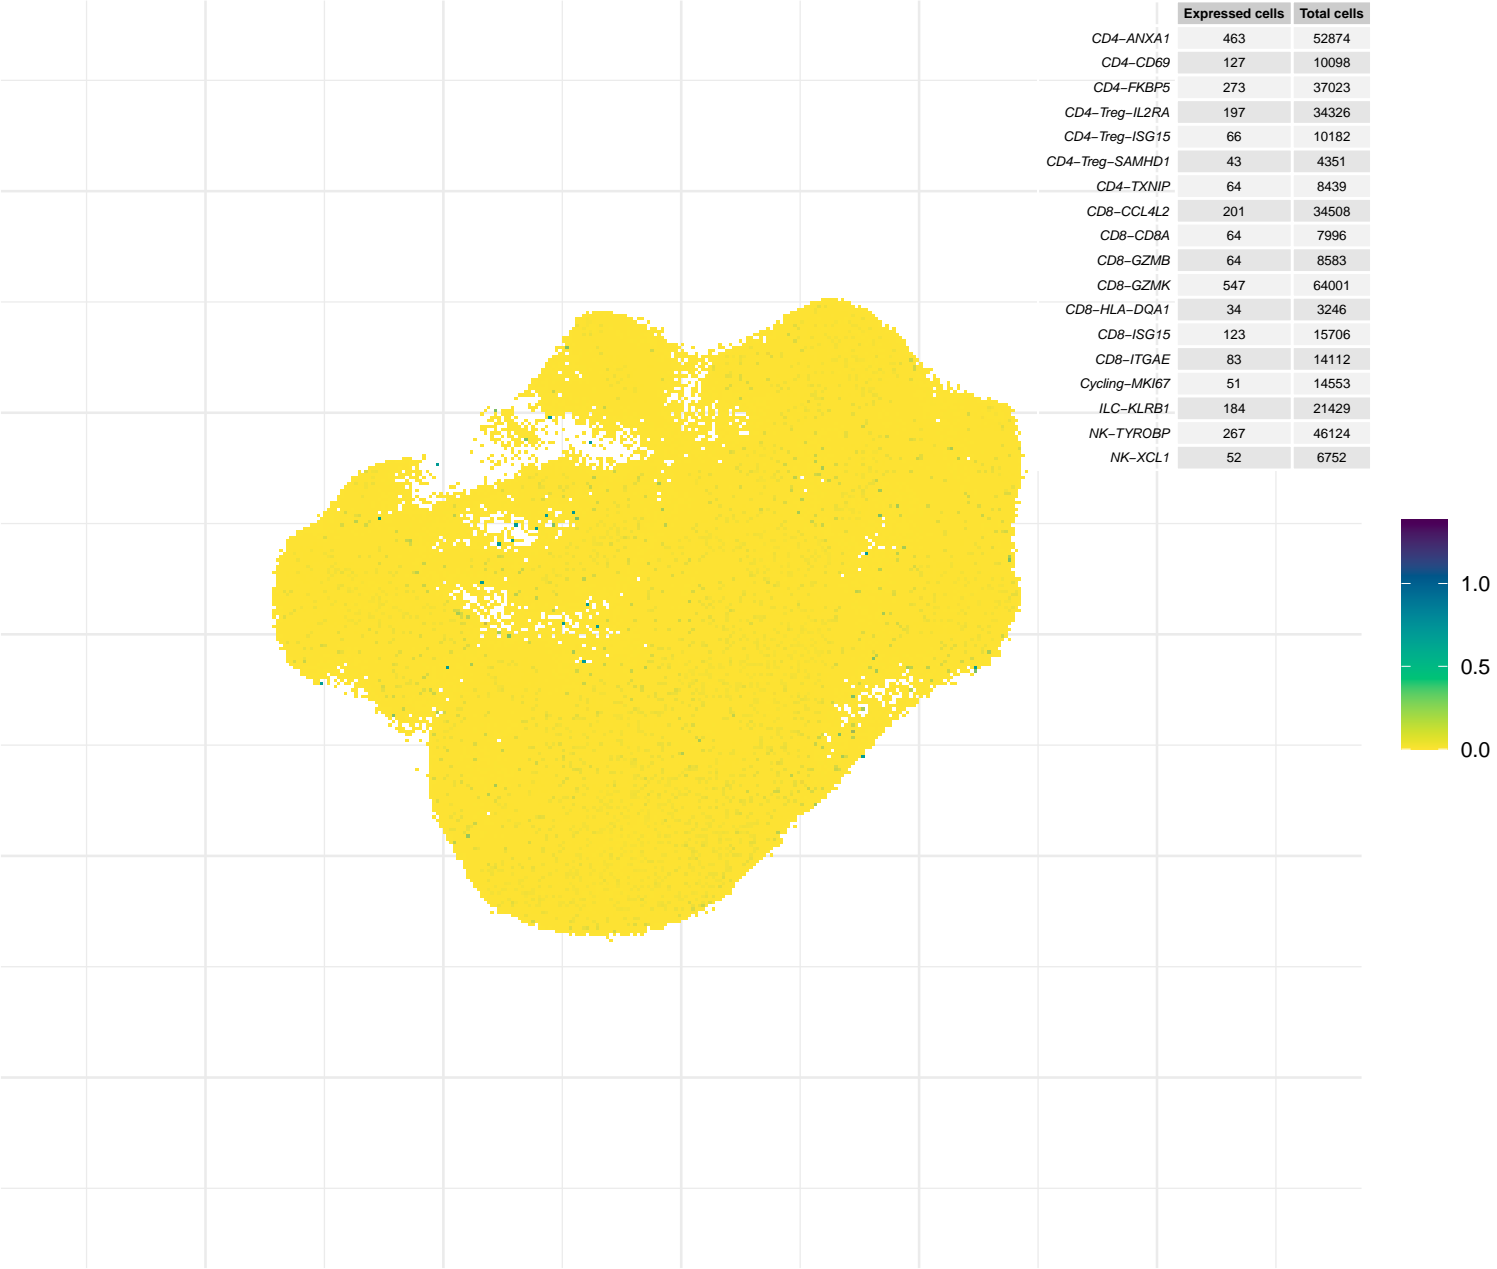 Expressed cells Total cells
CD4−ANXA1 463 52874
CD4−CD69 127 10098
CD4−FKBP5 273 37023
CD4−Treg−IL2RA 197 34326
CD4−Treg−ISG15 66 10182
CD4−Treg−SAMHD1 43 4351
CD4−TXNIP 64 8439
CD8−CCL4L2 201 34508
CD8−CD8A 64 7996
CD8−GZMB 64 8583
CD8−GZMK 547 64001
CD8−HLA−DQA1 34 3246
CD8−ISG15 123 15706
CD8−ITGAE 83 14112
Cycling−MKI67 51 14553
ILC−KLRB1 184 21429
NK−TYROBP 267 46124
NK−XCL1 52 6752
1.0
0.5
0.0